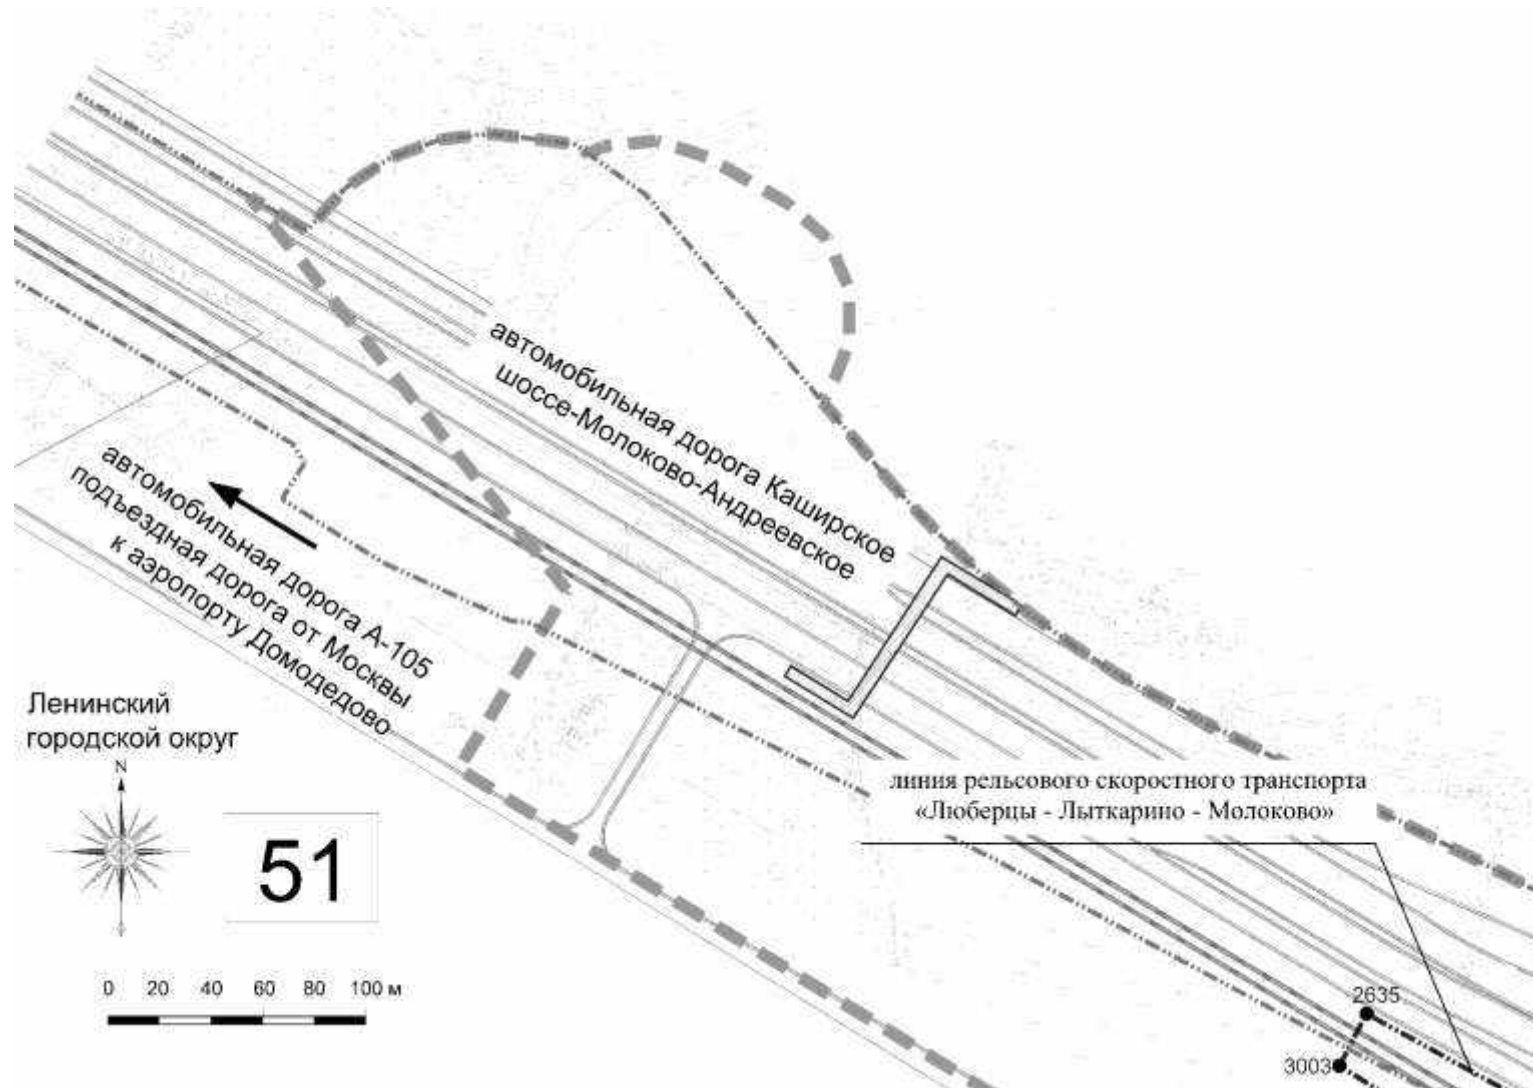 автомобильная дорога Каширское
шоссе-Молоково-Андреевское
автомобильная дорога А-105
подъездная дорога от Москвы
к аэропорту Домодедово
Ленинский
городской округ
N
51
0 20 40 60 80 100 м
линия рельсового скоростного транспорта
«Люберцы - Лыткарино - Молоково»
2635
3003